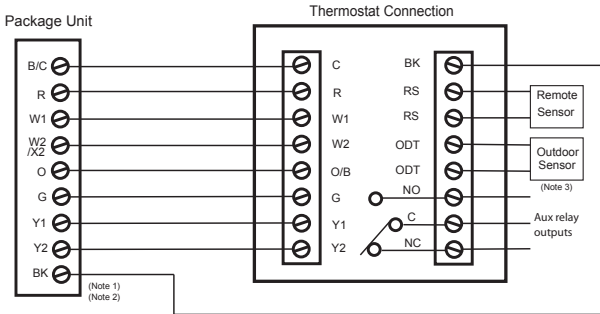 Package Unit
Thermostat Connection
B/C
R
W1
W2
/X2
O
G
Y1
Y2
BK
(Note 1)
(Note 2)
C
R
W1
W2
O/B
G
Y1
Y2
BK
RS
RS
ODT
ODT
NO
C
NC
Remote
Sensor
Outdoor
Sensor
(Note 3)
Aux relay
outputs